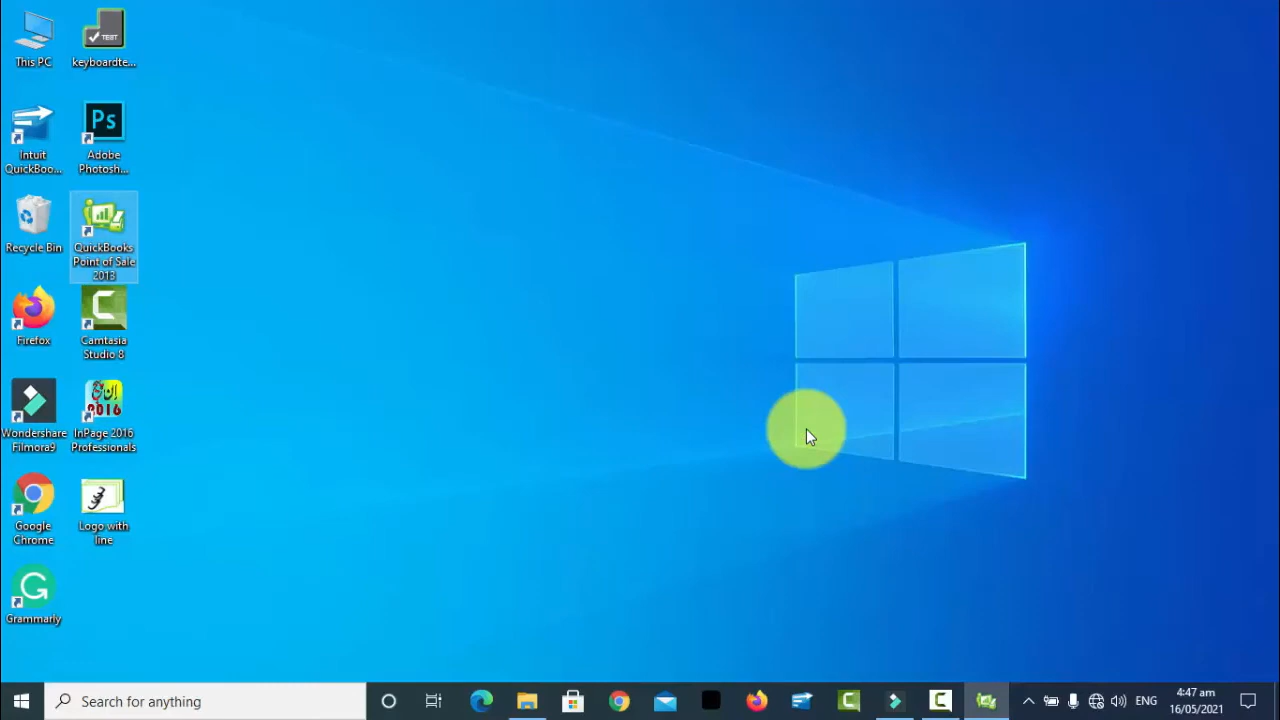 This PC
keyboardte...
TEST
Intuit
QuickBoo...
Ps
Adobe
Photosh...
Recycle Bin
QuickBooks
Point of Sale
2013
Firefox
Camtasia
Studio 8
2016
Wondershare
Filmora9
InPage 2016
Professionals
Google
Chrome
Logo with
line
Grammarly
Search for anything
ENG
4:47 am
16/05/2021